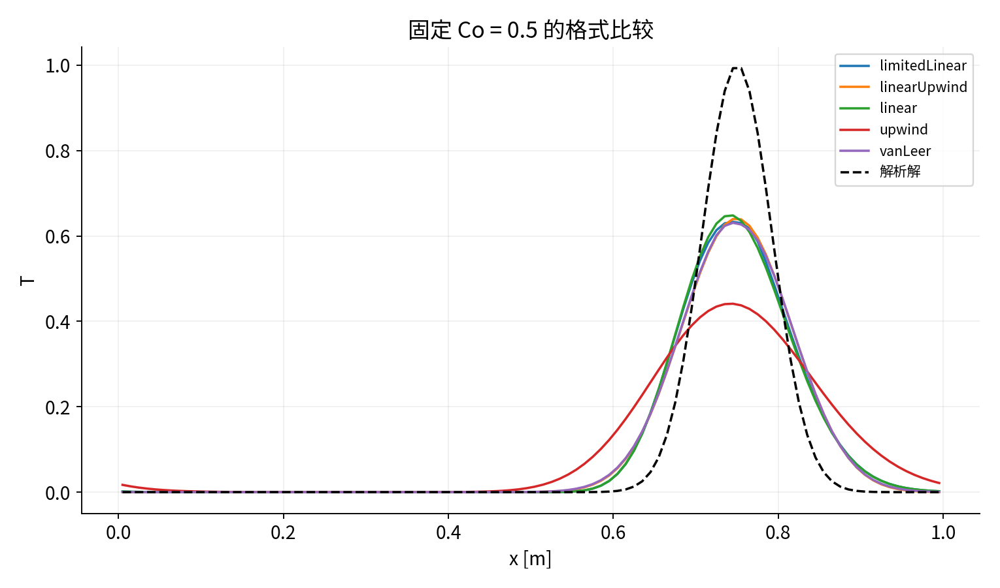 固定 Co = 0.5 的格式比较
1.0
0.8
0.6
0.4
0.2
0.0
T
limitedLinear
linearUpwind
linear
upwind
vanLeer
解析解
0.0 0.2 0.4 0.6 0.8 1.0
x [m]